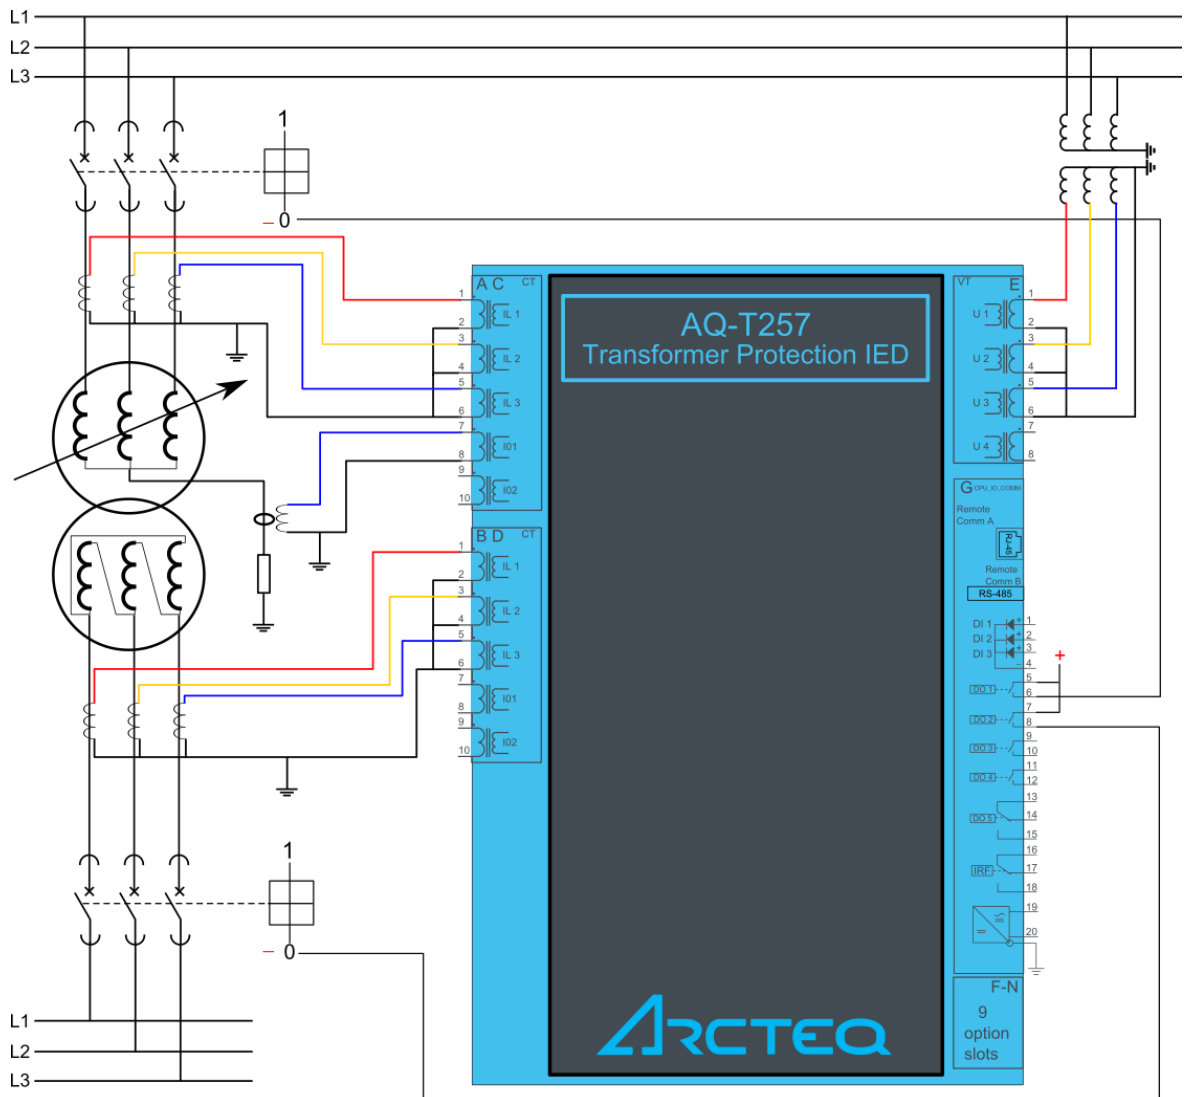 L1
L2
L3
1
– 0
A C CT
1
IL 1
2
3
IL 2
4
5
IL 3
6
7
I01
8
9
I02
10
B D CT
1
IL 1
2
3
IL 2
4
5
IL 3
6
7
I01
8
9
I02
10
AQ-T257
Transformer Protection IED
ARCTEQ
VT E
1
U 1
2
3
U 2
4
5
U 3
6
7
U 4
8
G CPU_IO_COMM
Remote
Comm A
RJ-45
Remote
Comm B
RS-485
DI 1 + 1
DI 2 + 2
DI 3 + 3
– 4
+
5
DO 1 6
7
DO 2 8
9
DO 3 10
11
DO 4 12
13
DO 5 14
15
16
IRF 17
18
19
20
F-N
9
option
slots
1
– 0
L1
L2
L3